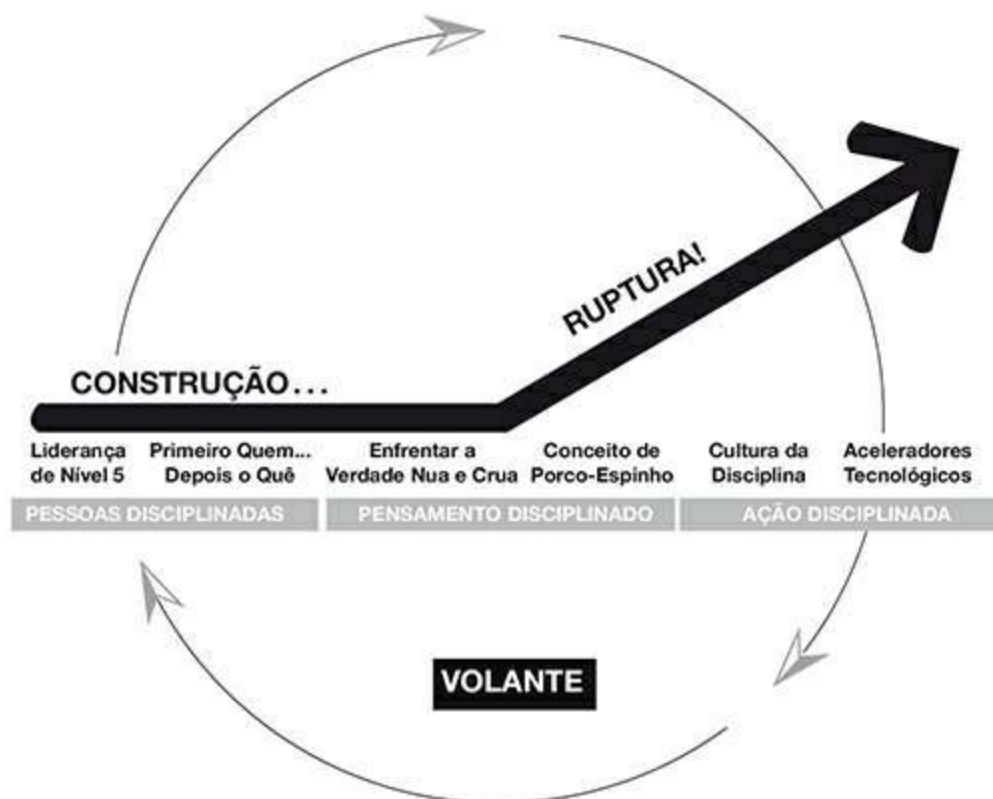 RUPTURA!
CONSTRUÇÃO...
Liderança
de Nível 5
Primeiro Quem...
Depois o Quê
Enfrentar a
Verdade Nua e Crua
Conceito de
Porco-Espinho
Cultura da
Disciplina
Aceleradores
Tecnológicos
PESSOAS DISCIPLINADAS
PENSAMENTO DISCIPLINADO
AÇÃO DISCIPLINADA
VOLANTE